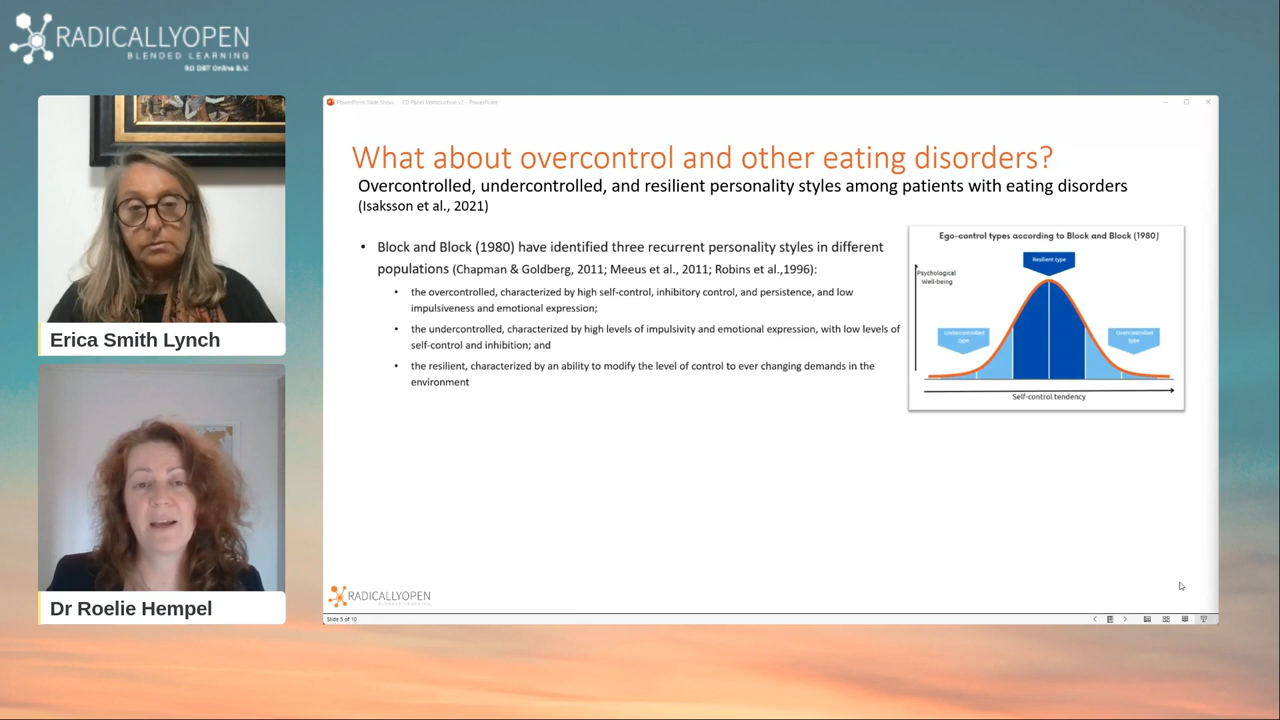 RADICALLYOPEN
BLENDED LEARNING
RO DBT Online B.V.
Erica Smith Lynch
Dr Roelie Hempel
PowerPoint Slide Show - ED Panel Introduction v2 - PowerPoint
What about overcontrol and other eating disorders?
Overcontrolled, undercontrolled, and resilient personality styles among patients with eating disorders
(Isaksson et al., 2021)
• Block and Block (1980) have identified three recurrent personality styles in different
populations (Chapman & Goldberg, 2011; Meeus et al., 2011; Robins et al.,1996):
• the overcontrolled, characterized by high self-control, inhibitory control, and persistence, and low
impulsiveness and emotional expression;
• the undercontrolled, characterized by high levels of impulsivity and emotional expression, with low levels of
self-control and inhibition; and
• the resilient, characterized by an ability to modify the level of control to ever changing demands in the
environment
Ego-control types according to Block and Block (1980)
Resilient type
Psychological
Well-being
Undercontrolled
type
Overcontrolled
type
Self-control tendency
RADICALLYOPEN
BLENDED LEARNING
Slide 5 of 10